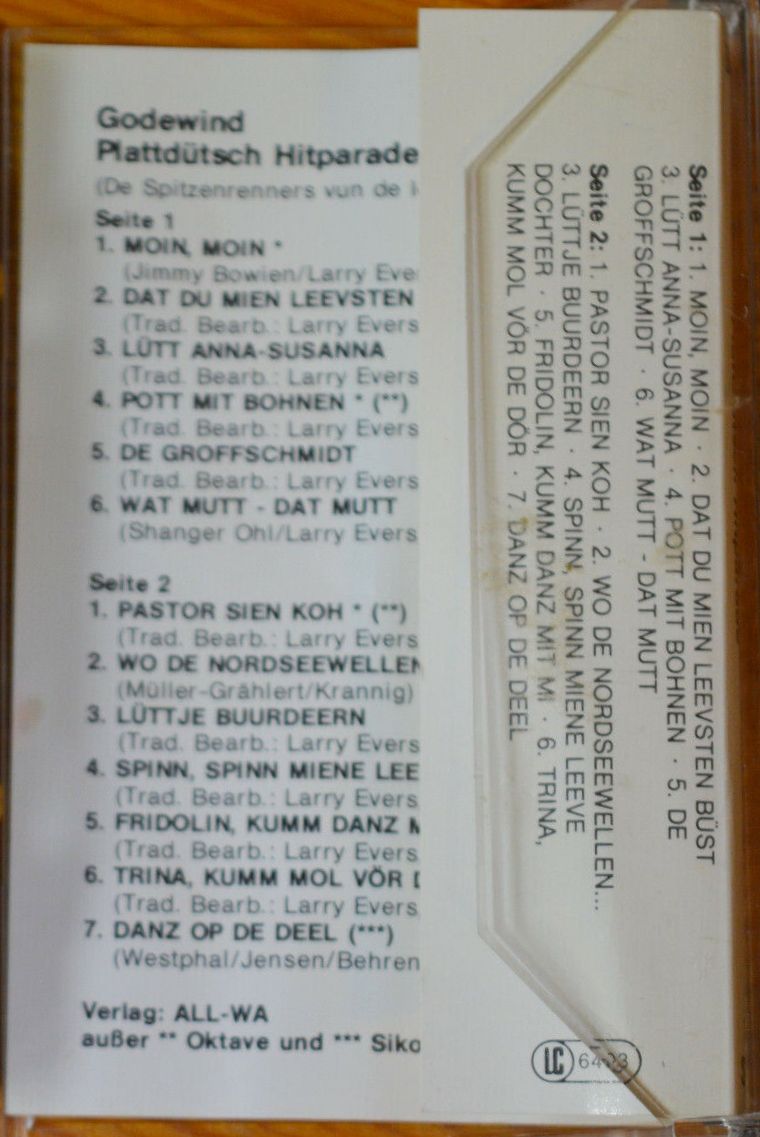 Godewind
Plattdütsch Hitparade
(De Spitzenrenners vun de
Seite 1
1. MOIN, MOIN *
(Jimmy Bowien/Larry Eve
2. DAT DU MIEN LEEVSTEN
(Trad. Bearb.: Larry Evers
3. LÜTT ANNA-SUSANNA
(Trad. Bearb.: Larry Evers
4. POTT MIT BOHNEN * (**)
(Trad. Bearb.: Larry Evers
5. DE GROFFSCHMIDT
(Trad. Bearb.: Larry Evers
6. WAT MUTT - DAT MUTT
(Shanger Ohl/Larry Evers
Seite 2
1. PASTOR SIEN KOH * (**)
(Trad. Bearb.: Larry Evers
2. WO DE NORDSEEWELLEN
(Müller-Grählert/Krannig)
3. LÜTTJE BUURDEERN
(Trad. Bearb.: Larry Evers
4. SPINN, SPINN MIENE LEE
(Trad. Bearb.: Larry Evers
5. FRIDOLIN, KUMM DANZ
(Trad. Bearb.: Larry Evers
6. TRINA, KUMM MOL VÖR
(Trad. Bearb.: Larry Evers
7. DANZ OP DE DEEL (***)
(Westphal/Jensen/Behren
Verlag: ALL-WA
außer ** Oktave und *** Siko
Seite 1: 1. MOIN, MOIN · 2. DAT DU MIEN LEEVSTEN BÜST
3. LÜTT ANNA-SUSANNA · 4. POTT MIT BOHNEN · 5. DE
GROFFSCHMIDT · 6. WAT MUTT - DAT MUTT
Seite 2: 1. PASTOR SIEN KOH · 2. WO DE NORDSEEWELLEN...
3. LÜTTJE BUURDEERN · 4. SPINN, SPINN MIENE LEEVE
DOCHTER · 5. FRIDOLIN, KUMM DANZ MIT MI · 6. TRINA,
KUMM MOL VÖR DE DÖR · 7. DANZ OP DE DEEL
LC